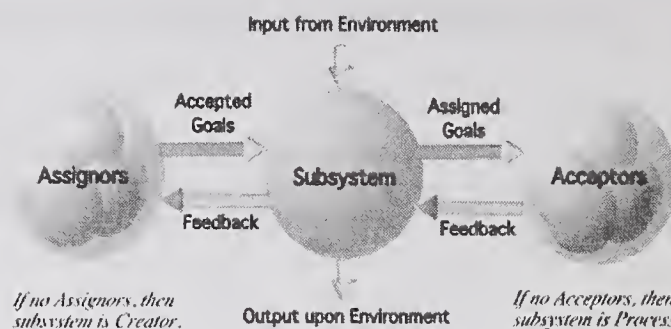 Input from Environment
Accepted
Goals
Assigned
Goals
Assignors
Subsystem
Acceptors
Feedback
Feedback
If no Assignors, then
subsystem is Creator.
Output upon Environment
If no Acceptors, then
subsystem is